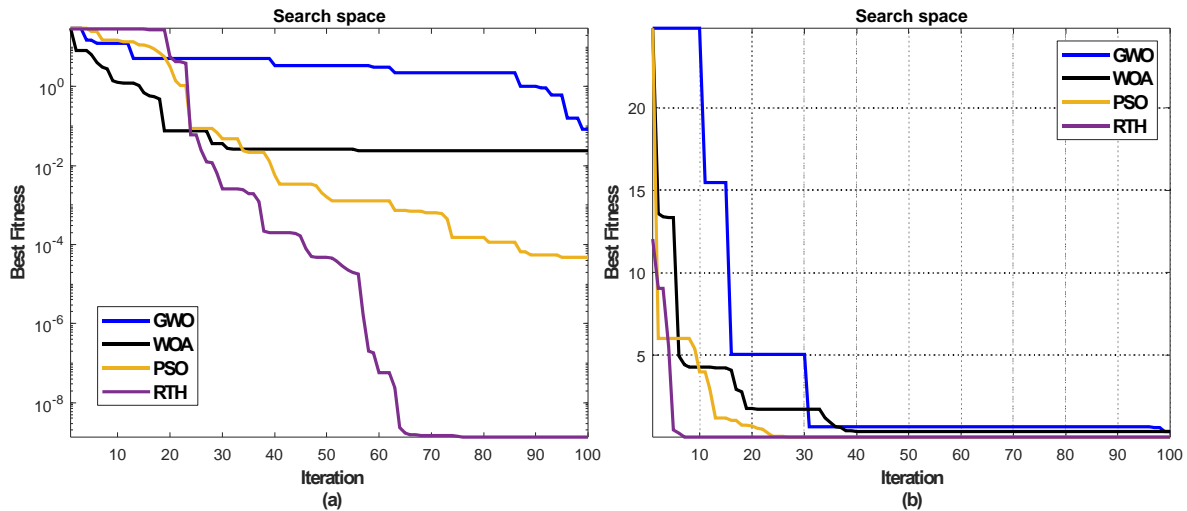 Search space
Best Fitness
10^0
10^-2
10^-4
10^-6
10^-8
GWO
WOA
PSO
RTH
10 20 30 40 50 60 70 80 90 100
Iteration
(a)
Search space
Best Fitness
20
15
10
5
GWO
WOA
PSO
RTH
10 20 30 40 50 60 70 80 90 100
Iteration
(b)